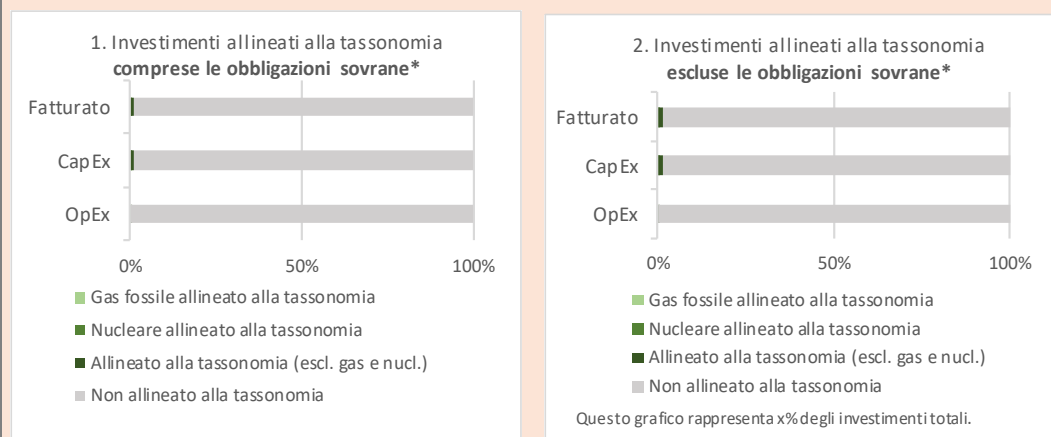 1. Investimenti allineati alla tassonomia
comprese le obbligazioni sovrane*
Fatturato
CapEx
OpEx
0% 50% 100%
Gas fossile allineato alla tassonomia
Nucleare allineato alla tassonomia
Allineato alla tassonomia (escl. gas e nucl.)
Non allineato alla tassonomia
2. Investimenti allineati alla tassonomia
escluse le obbligazioni sovrane*
Fatturato
CapEx
OpEx
0% 50% 100%
Gas fossile allineato alla tassonomia
Nucleare allineato alla tassonomia
Allineato alla tassonomia (escl. gas e nucl.)
Non allineato alla tassonomia
Questo grafico rappresenta x% degli investimenti totali.